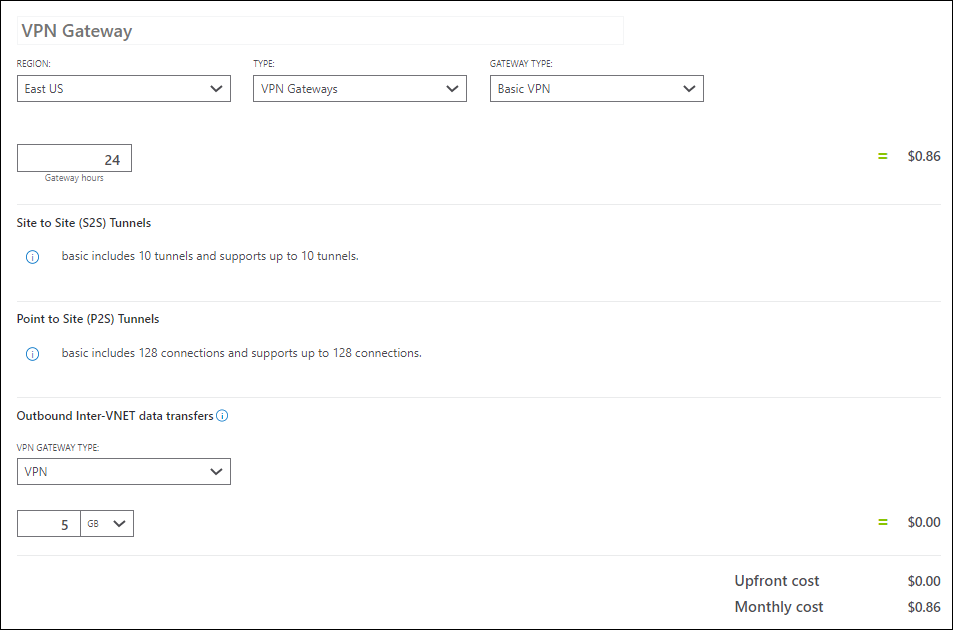 VPN Gateway
REGION: TYPE: GATEWAY TYPE:
East US VPN Gateways Basic VPN
24 = $0.86
Gateway hours
Site to Site (S2S) Tunnels
basic includes 10 tunnels and supports up to 10 tunnels.
Point to Site (P2S) Tunnels
basic includes 128 connections and supports up to 128 connections.
Outbound Inter-VNET data transfers
VPN GATEWAY TYPE:
VPN
5 GB = $0.00
Upfront cost $0.00
Monthly cost $0.86